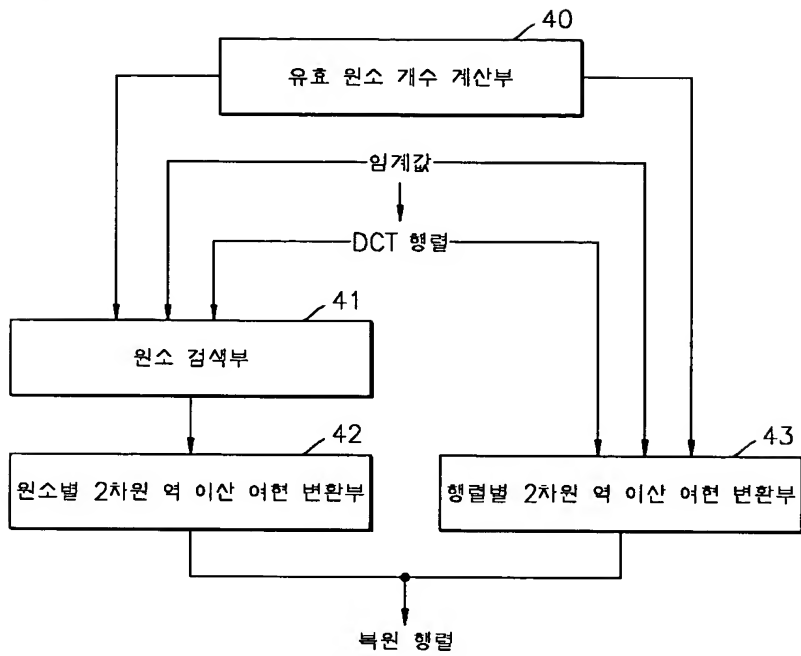 40
유효 원소 개수 계산부
임계값
DCT 행렬
41
원소 검색부
42
원소별 2차원 역 이산 여현 변환부
43
행렬별 2차원 역 이산 여현 변환부
복원 행렬